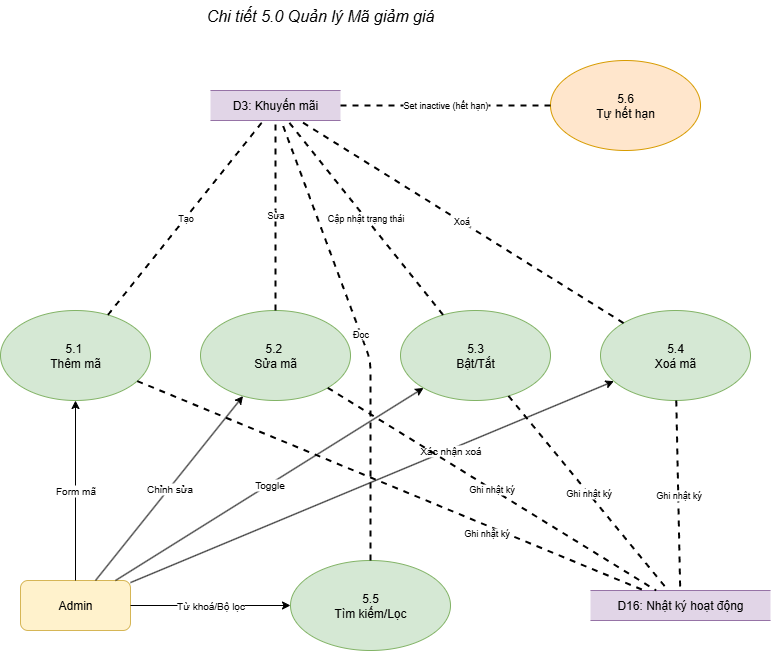 Chi tiết 5.0 Quản lý Mã giảm giá
D3: Khuyến mãi
Set inactive (hết hạn)
5.6
Tự hết hạn
Tạo
Sửa
Cập nhật trạng thái
Xoá
Đọc
5.1
Thêm mã
5.2
Sửa mã
5.3
Bật/Tắt
5.4
Xoá mã
Xác nhận xoá
Form mã
Chỉnh sửa
Toggle
Ghi nhật ký
Ghi nhật ký
Ghi nhật ký
Ghi nhật ký
Admin
Từ khoá/Bộ lọc
5.5
Tìm kiếm/Lọc
D16: Nhật ký hoạt động